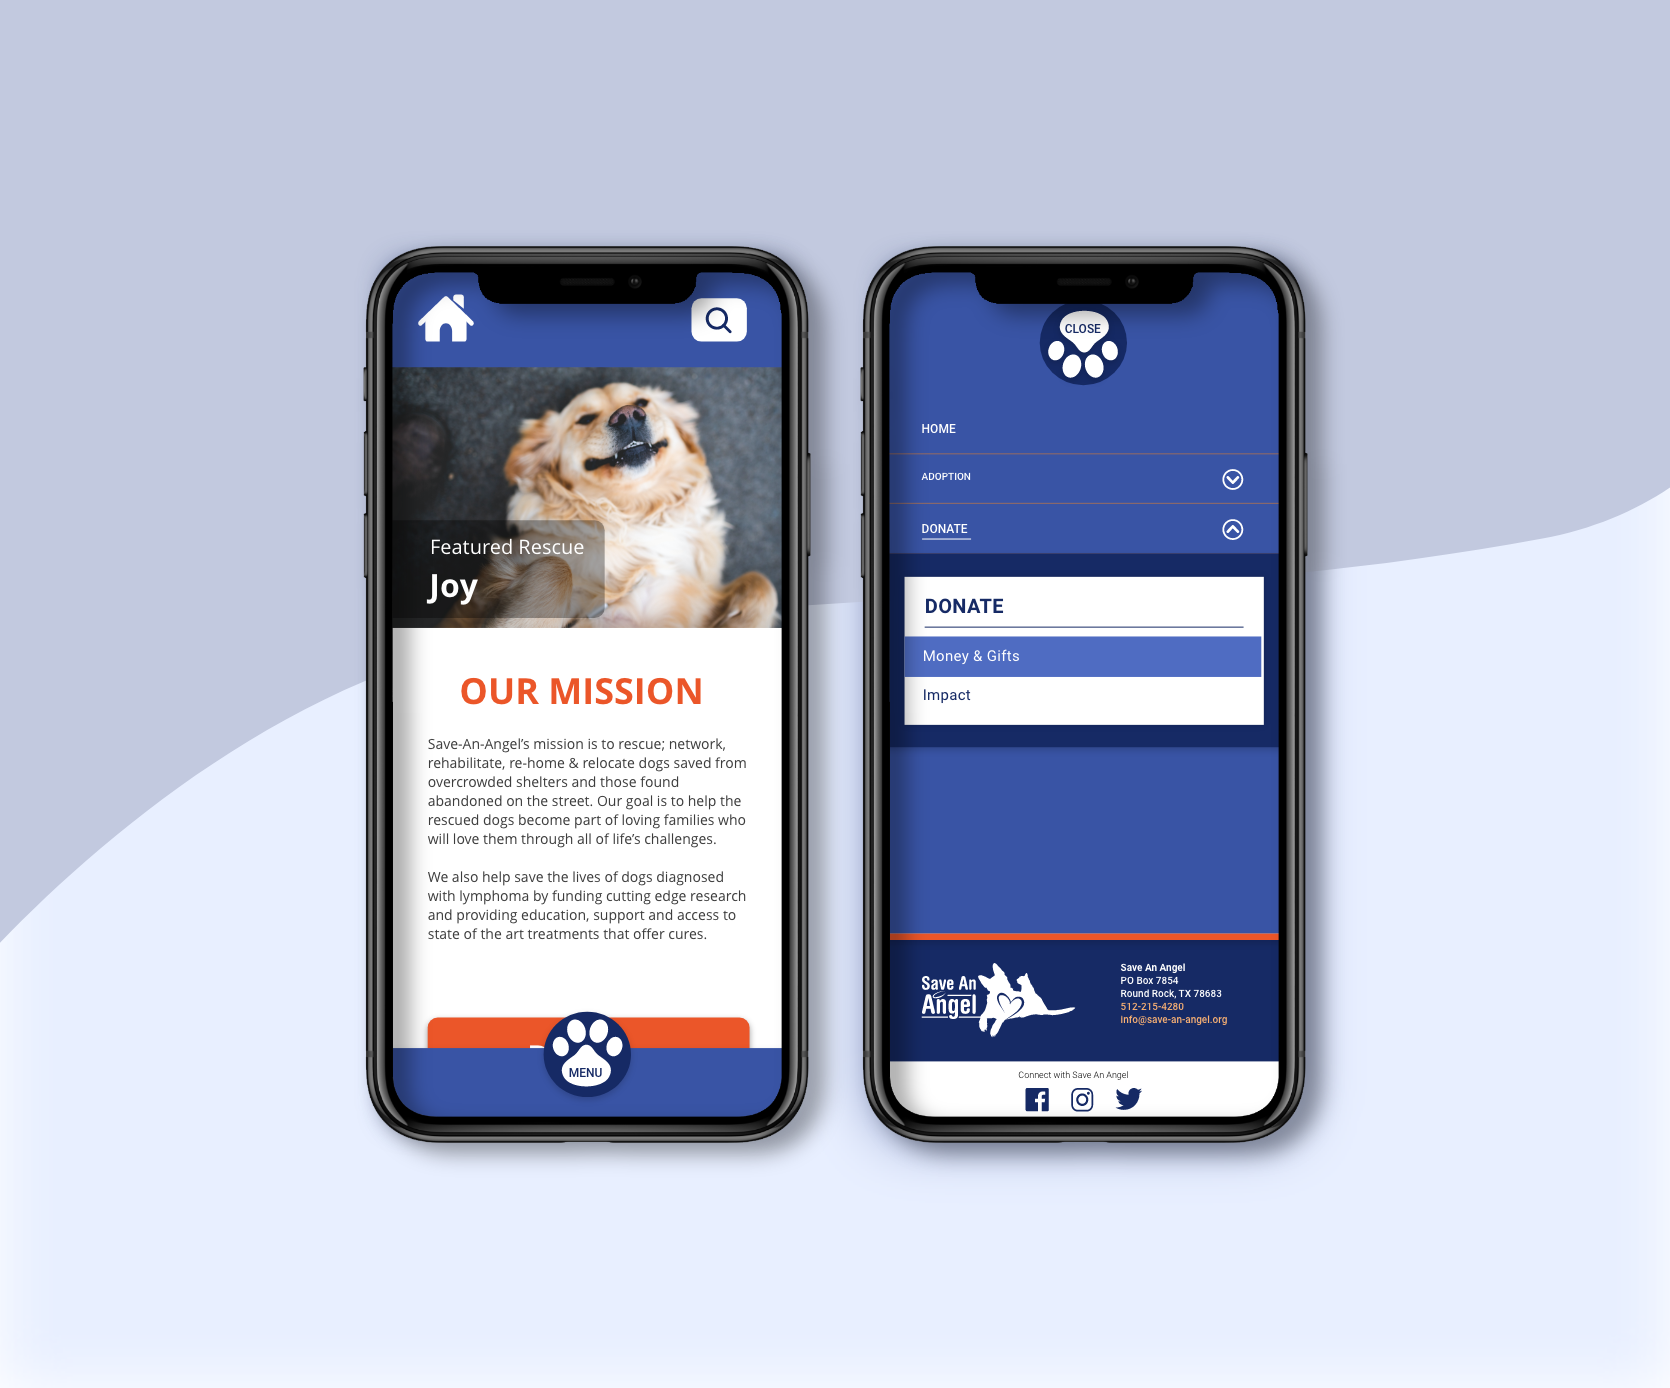 Featured Rescue
Joy
OUR MISSION
Save-An-Angel’s mission is to rescue; network,
rehabilitate, re-home & relocate dogs saved from
overcrowded shelters and those found
abandoned on the street. Our goal is to help the
rescued dogs become part of loving families who
will love them through all of life’s challenges.
We also help save the lives of dogs diagnosed
with lymphoma by funding cutting edge research
and providing education, support and access to
state of the art treatments that offer cures.
MENU
CLOSE
HOME
ADOPTION
DONATE
DONATE
Money & Gifts
Impact
Save An
Angel
Save An Angel
PO Box 7854
Round Rock, TX 78683
512-215-4280
info@save-an-angel.org
Connect with Save An Angel